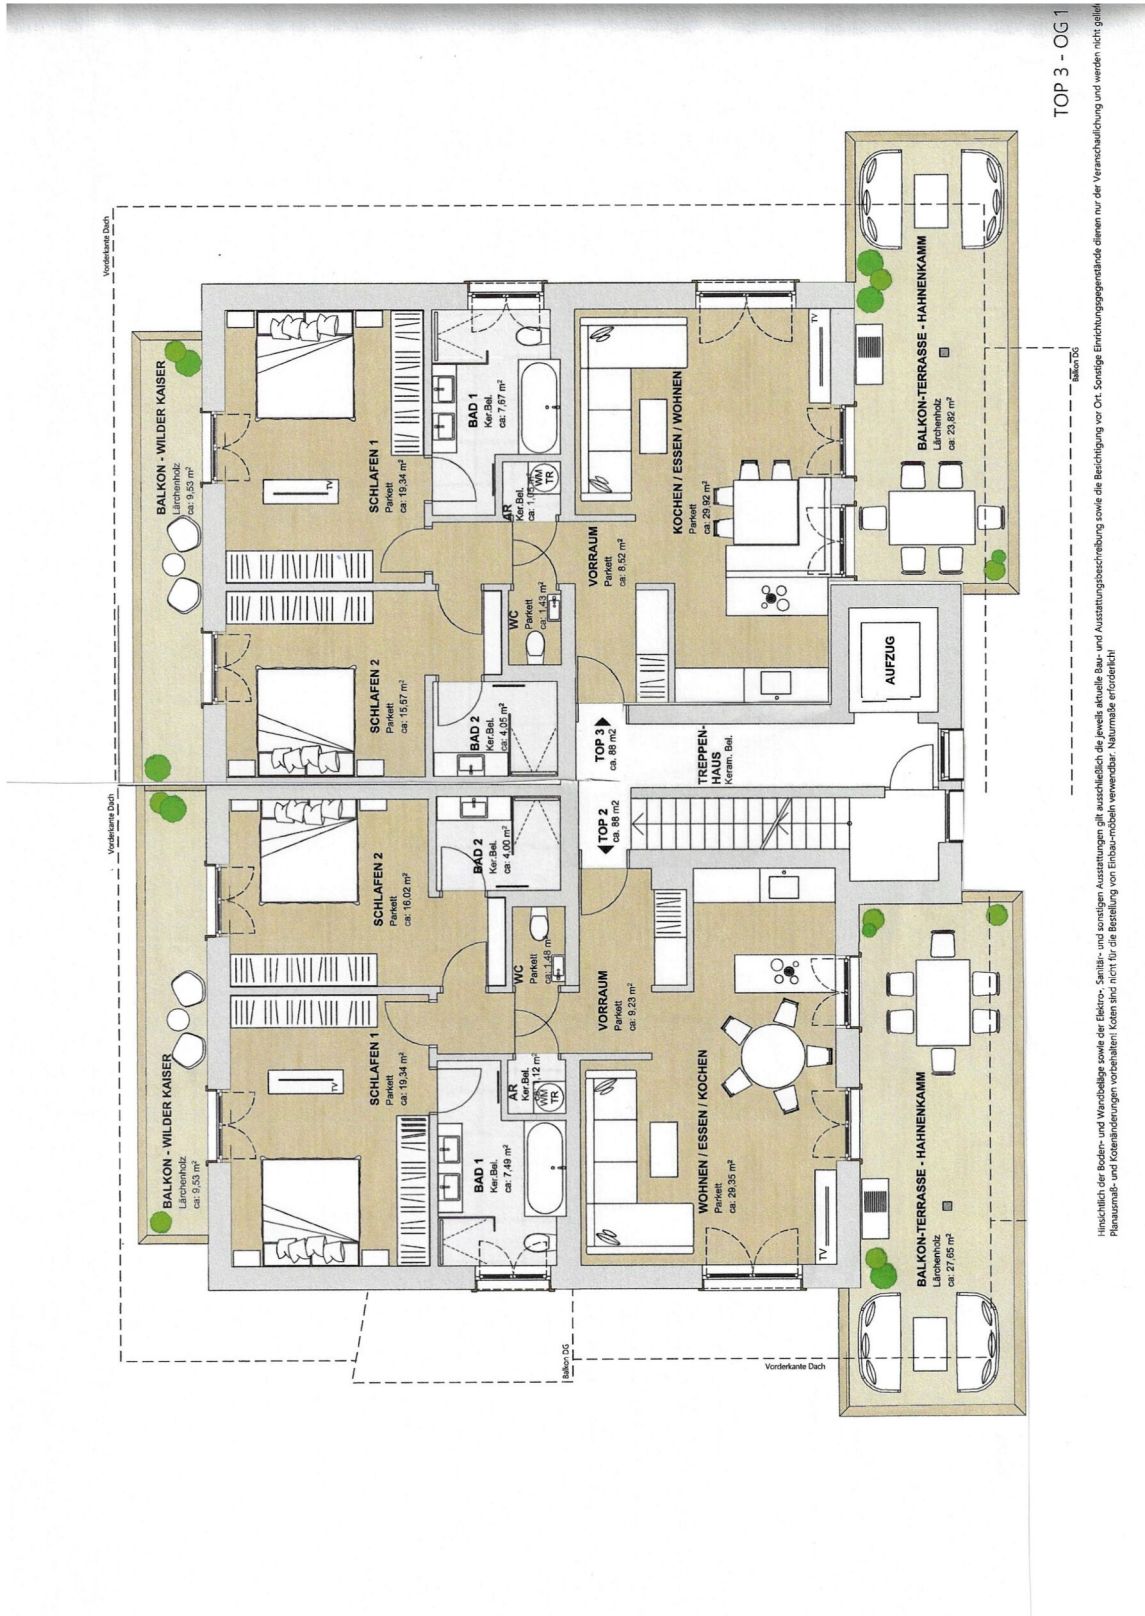 TOP 3 - OG 1
Vorderkante Dach
BALKON - WILDER KAISER
Lärchenholz
ca: 9,53 m²
SCHLAFEN 1
Parkett
ca: 19,34 m²
TV
BAD 1
Ker.Bel.
ca: 7,67 m²
AR
Ker.Bel.
ca: 1,05 m²
WM
TR
KOCHEN / ESSEN / WOHNEN
Parkett
ca: 29,92 m²
TV
BALKON-TERRASSE - HAHNENKAMM
Lärchenholz
ca: 23,82 m²
Balkon DG
SCHLAFEN 2
Parkett
ca: 15,57 m²
BAD 2
Ker.Bel.
ca: 4,05 m²
WC
Parkett
ca: 1,43 m²
VORRAUM
Parkett
ca: 8,52 m²
TOP 3
ca. 88 m2
TREPPEN-
HAUS
Keram. Bel.
AUFZUG
TOP 2
ca. 88 m2
Vorderkante Dach
BALKON - WILDER KAISER
Lärchenholz
ca: 9,53 m²
SCHLAFEN 2
Parkett
ca: 16,02 m²
BAD 2
Ker.Bel.
ca: 4,00 m²
WC
Parkett
ca: 1,48 m²
VORRAUM
Parkett
ca: 9,23 m²
SCHLAFEN 1
Parkett
ca: 19,34 m²
TV
BAD 1
Ker.Bel.
ca: 7,49 m²
AR
Ker.Bel.
WM
TR
WOHNEN / ESSEN / KOCHEN
Parkett
ca: 29,35 m²
TV
BALKON-TERRASSE - HAHNENKAMM
Lärchenholz
ca: 27,65 m²
Balkon DG
Vorderkante Dach
Hinsichtlich der Boden- und Wandbeläge sowie der Elektro-, Sanitär- und sonstigen Ausstattungen gilt ausschließlich die jeweils aktuelle Bau- und Ausstattungsbeschreibung sowie die Besichtigung vor Ort. Sonstige Einrichtungsgegenstände dienen nur der Veranschaulichung und werden nicht
Planausmaß- und Kotenänderungen vorbehalten! Koten sind nicht für die Bestellung von Einbau-möbeln verwendbar. Naturmaße erforderlich!